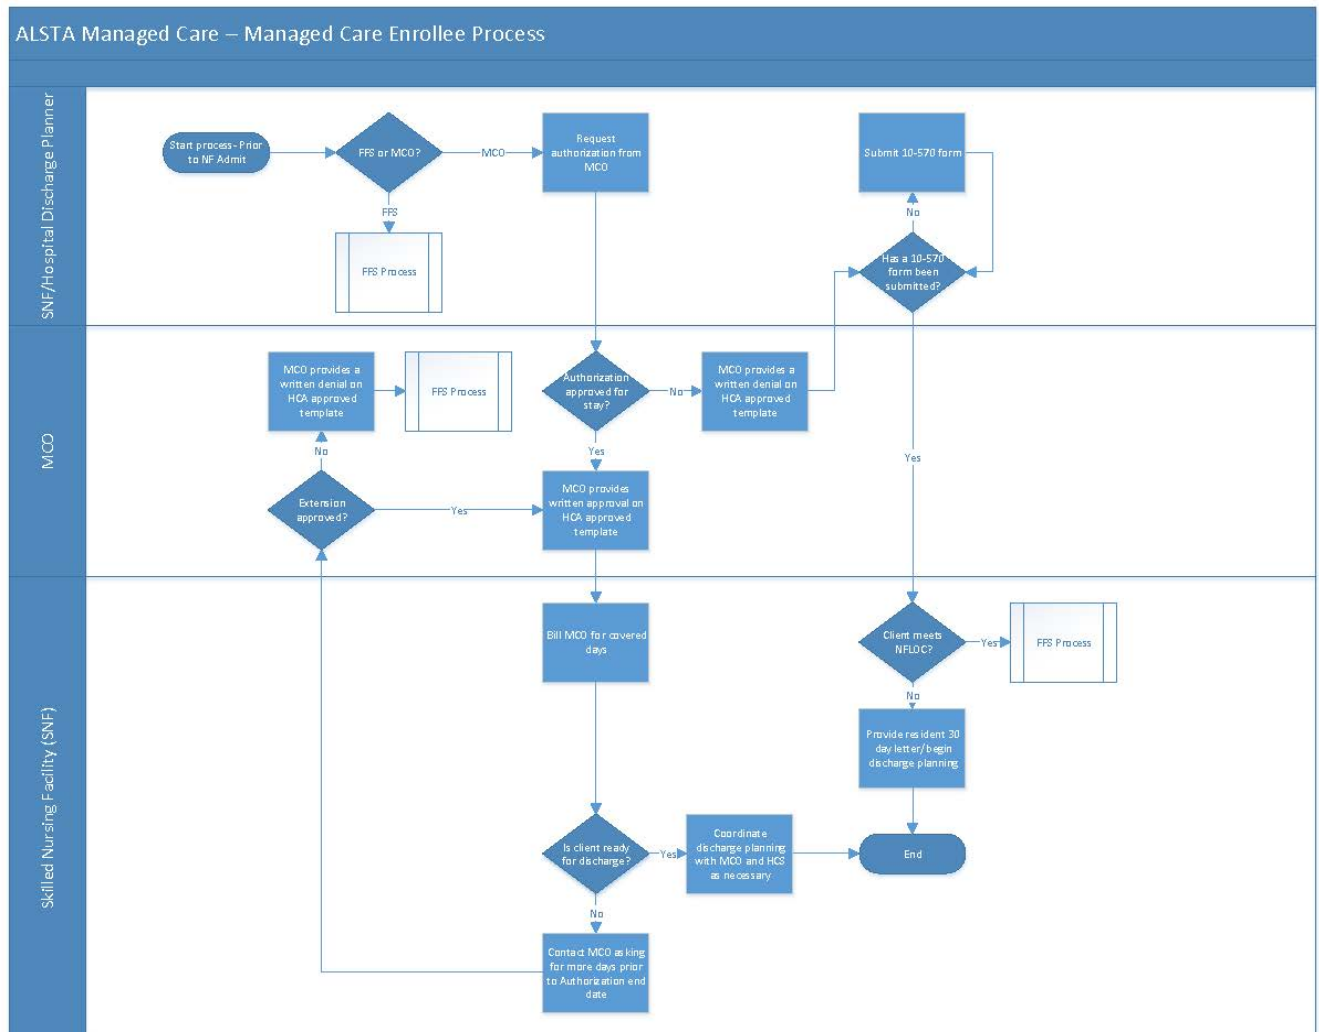 ALSTA Managed Care – Managed Care Enrollee Process
SNF/Hospital Discharge Planner
Start process- Prior
to NF Admit
FFS or MCO?
MCO
Request
authorization from
MCO
FFS
FFS Process
Submit 10-570 form
No
Has a 10-570
form been
submitted?
MCO
MCO provides a
written denial on
HCA approved
template
FFS Process
Authorization
approved for
stay?
No
MCO provides a
written denial on
HCA approved
template
No
Yes
Yes
Extension
approved?
Yes
MCO provides
written approval on
HCA approved
template
Skilled Nursing Facility (SNF)
Bill MCO for covered
days
Client meets
NFLOC?
Yes
FFS Process
No
Provide resident 30
day letter/begin
discharge planning
Is client ready
for discharge?
Yes
Coordinate
discharge planning
with MCO and HCS
as necessary
End
No
Contact MCO asking
for more days prior
to Authorization end
date